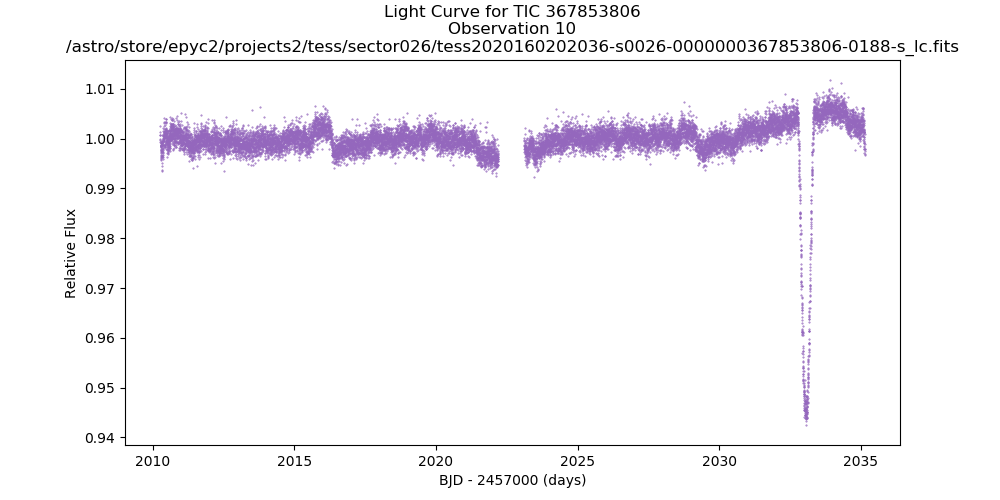 Light Curve for TIC 367853806
Observation 10
/astro/store/epyc2/projects2/tess/sector026/tess2020160202036-s0026-0000000367853806-0188-s_lc.fits
1.01
1.00
0.99
0.98
0.97
0.96
0.95
0.94
Relative Flux
2010 2015 2020 2025 2030 2035
BJD - 2457000 (days)